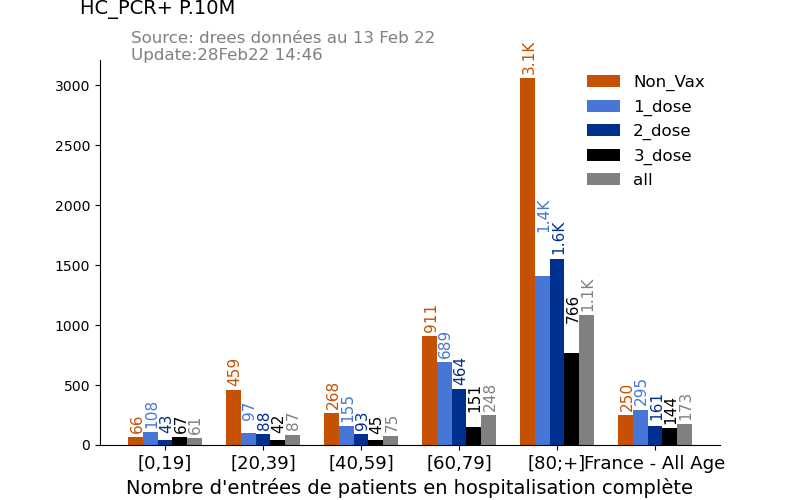 HC_PCR+ P.10M
Source: drees données au 13 Feb 22
Update:28Feb22 14:46
Non_Vax
1_dose
2_dose
3_dose
all
3000
2500
2000
1500
1000
500
0
66 108 43 67 61
459 97 88 42 87
268 155 93 45 75
911 689 464 151 248
3.1K 1.4K 1.6K 766 1.1K
250 295 161 144 173
[0,19] [20,39] [40,59] [60,79] [80;+] France - All Age
Nombre d'entrées de patients en hospitalisation complète